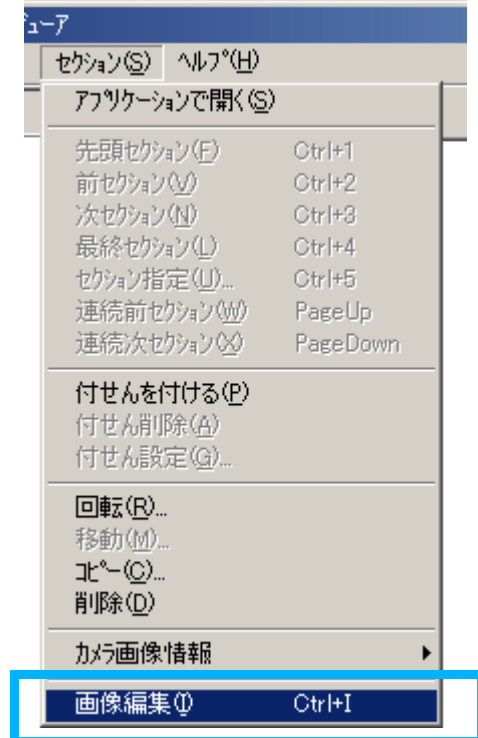 ューア
セクション(S) ヘルプ(H)
アプリケーションで開く(S)
先頭セクション(F) Ctrl+1
前セクション(V) Ctrl+2
次セクション(N) Ctrl+3
最終セクション(L) Ctrl+4
セクション指定(U)... Ctrl+5
連続前セクション(W) PageUp
連続次セクション(X) PageDown
付せんを付ける(P)
付せん削除(A)
付せん設定(G)...
回転(R)...
移動(M)...
コピー(C)...
削除(D)
カメラ画像情報
画像編集(I) Ctrl+I